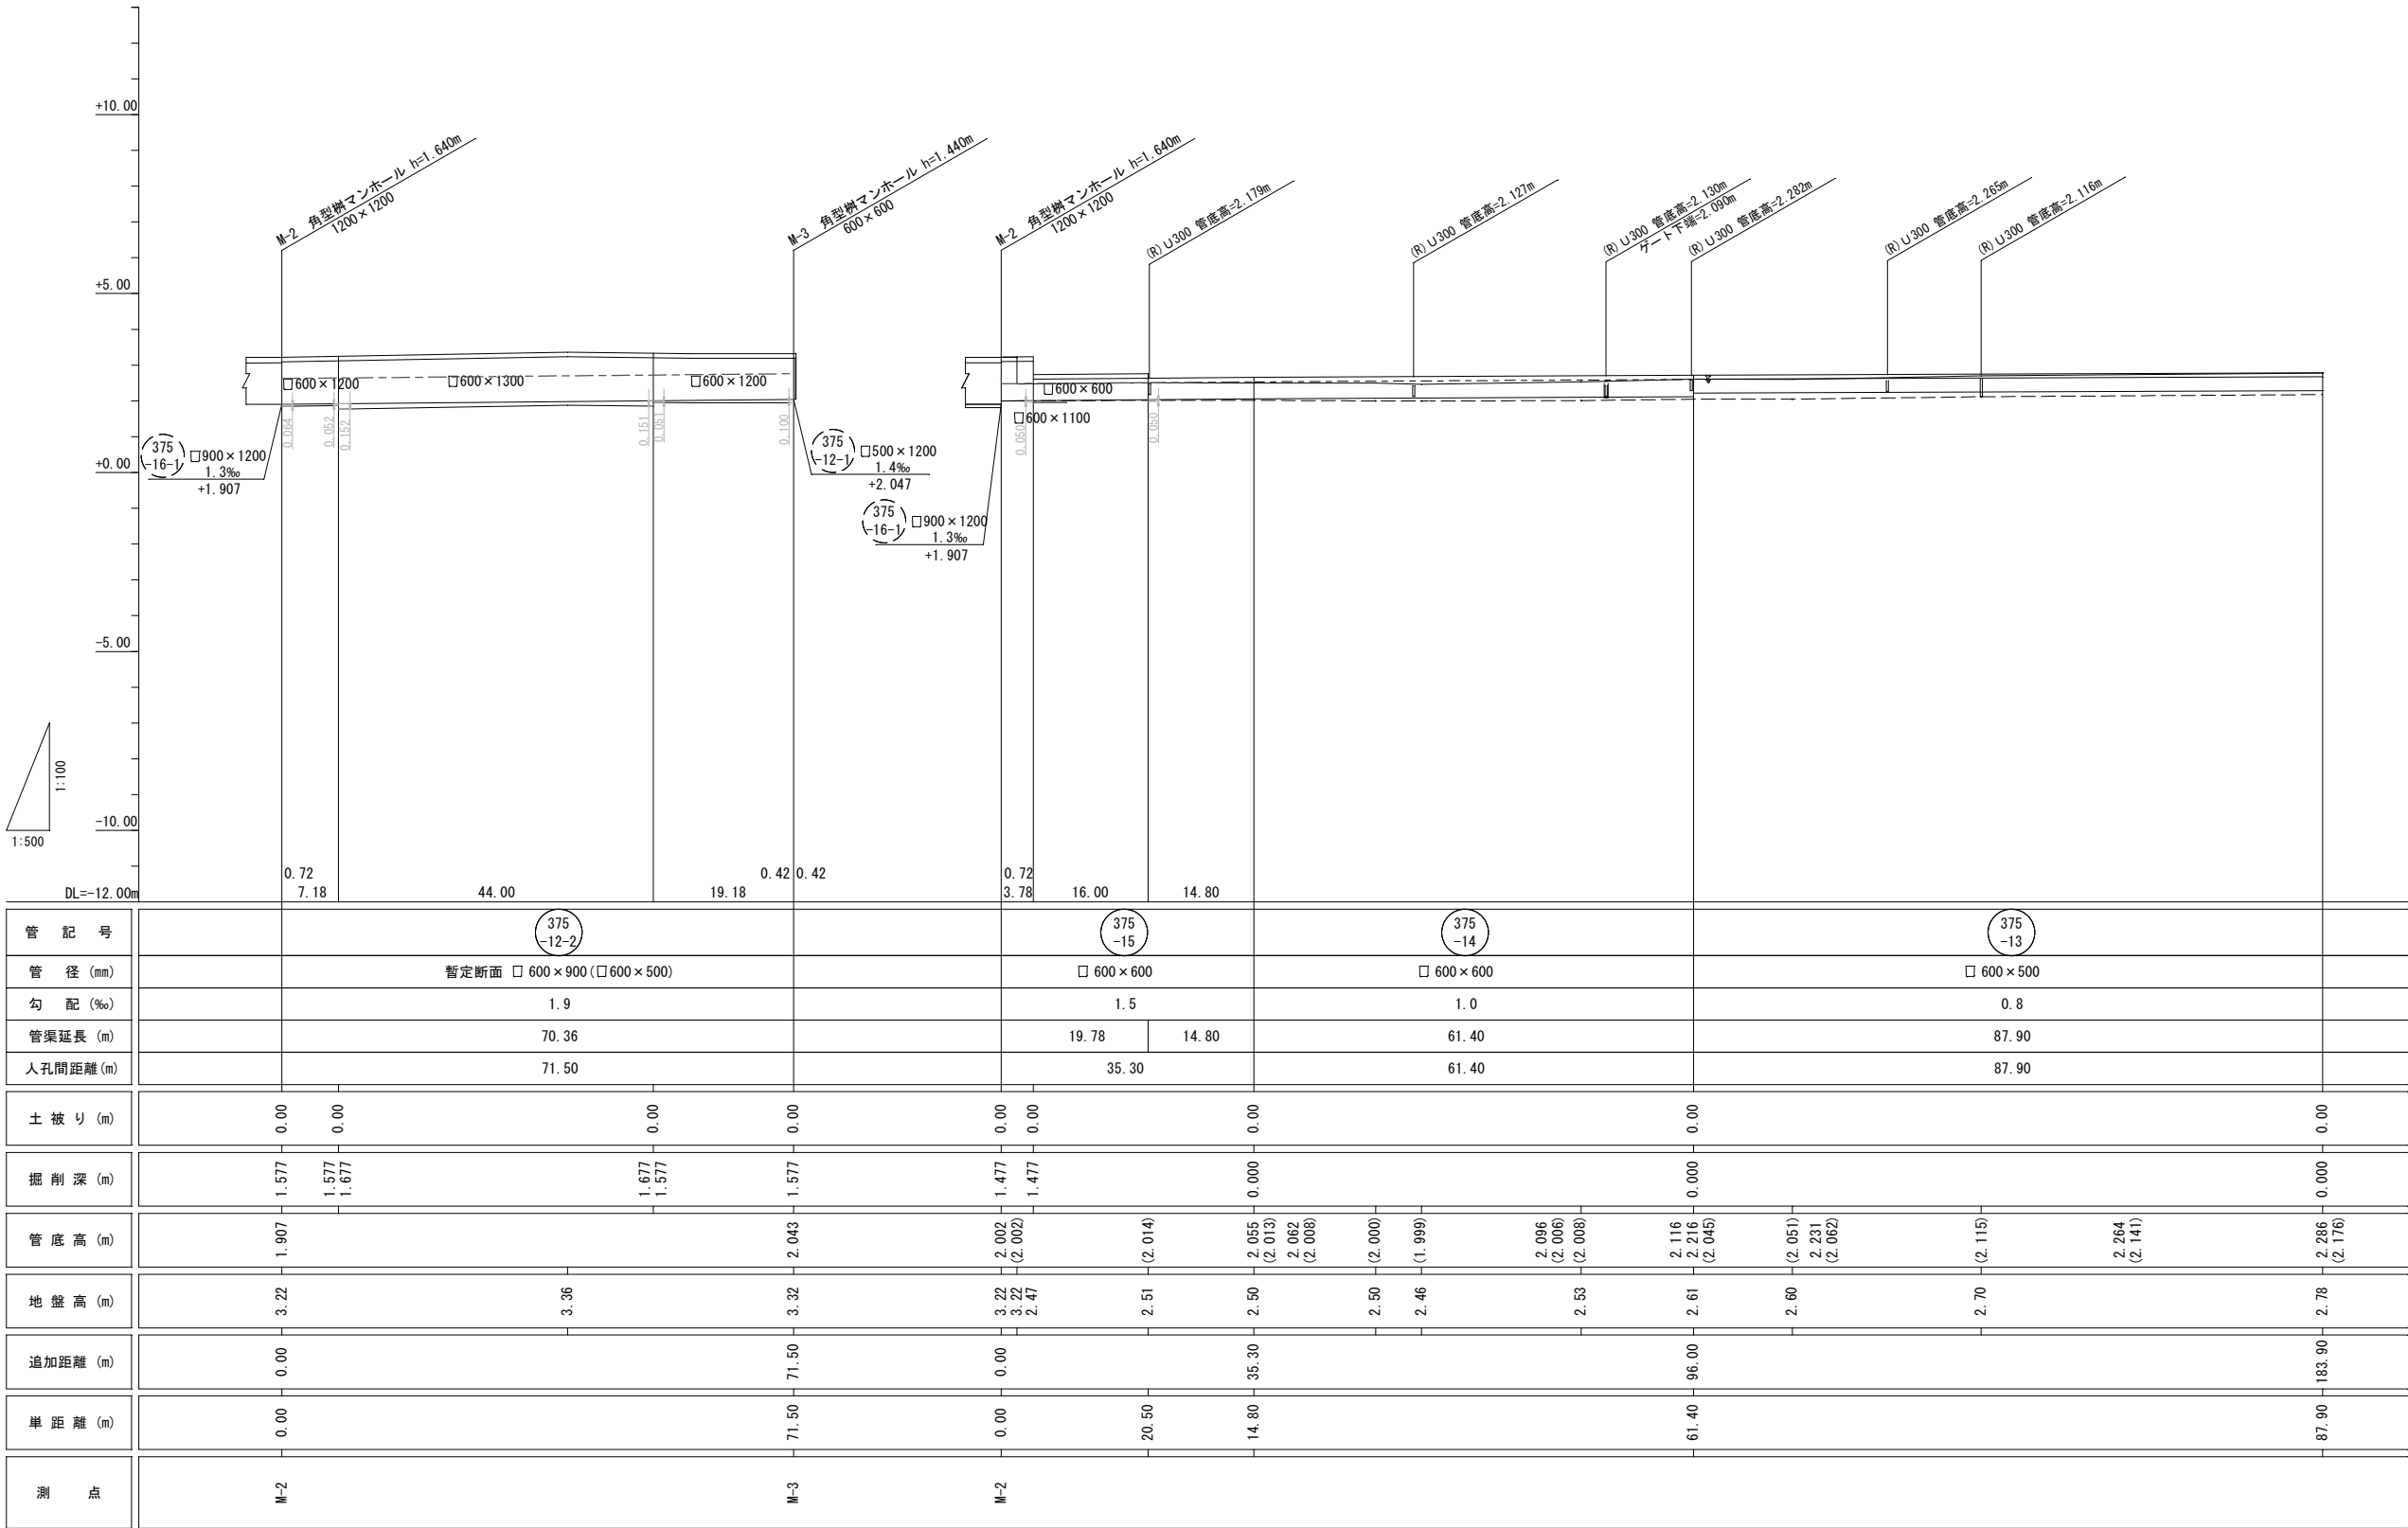 +10.00
+5.00
+0.00
-5.00
-10.00
DL=-12.00m
1:100
1:500
M-2 角型桝マンホール h=1.640m
1200×1200
M-3 角型桝マンホール h=1.440m
600×600
M-2 角型桝マンホール h=1.640m
1200×1200
(R) U300 管底高=2.179m
(R) U300 管底高=2.127m
(R) U300 管底高=2.130m
ゲート下端=2.090m
(R) U300 管底高=2.282m
(R) U300 管底高=2.265m
(R) U300 管底高=2.116m
□600×1200
□600×1300
□600×1200
□600×600
□600×1100
0.064
0.052
0.152
0.151
0.051
0.100
0.050
0.050
375
-16-1
□900×1200
1.3‰
+1.907
375
-12-1
□500×1200
1.4‰
+2.047
375
-16-1
□900×1200
1.3‰
+1.907
0.72
0.42 0.42
0.72
7.18 44.00 19.18 3.78 16.00 14.80
管記号
375
-12-2
375
-15
375
-14
375
-13
管径(mm) 暫定断面 □ 600×900(□600×500) □ 600×600 □ 600×600 □ 600×500
勾配(‰) 1.9 1.5 1.0 0.8
管渠延長(m) 70.36 19.78 14.80 61.40 87.90
人孔間距離(m) 71.50 35.30 61.40 87.90
土被り(m) 0.00 0.00 0.00 0.00 0.00 0.00 0.00 0.00 0.00
掘削深(m) 1.577 1.577 1.677 1.677 1.577 1.577 1.477 1.477 0.000 0.000 0.000
管底高(m) 1.907 2.043 2.002 (2.002) (2.014) 2.055 (2.013) 2.062 (2.008) (2.000) (1.999) 2.096 (2.006) (2.008) 2.116 2.216 (2.045) (2.051) 2.231 (2.062) (2.115) 2.264 (2.141) 2.286 (2.176)
地盤高(m) 3.22 3.36 3.32 3.22 3.22 2.47 2.51 2.50 2.50 2.46 2.53 2.61 2.60 2.70 2.78
追加距離(m) 0.00 71.50 0.00 35.30 96.00 183.90
単距離(m) 0.00 71.50 0.00 20.50 14.80 61.40 87.90
測点 M-2 M-3 M-2